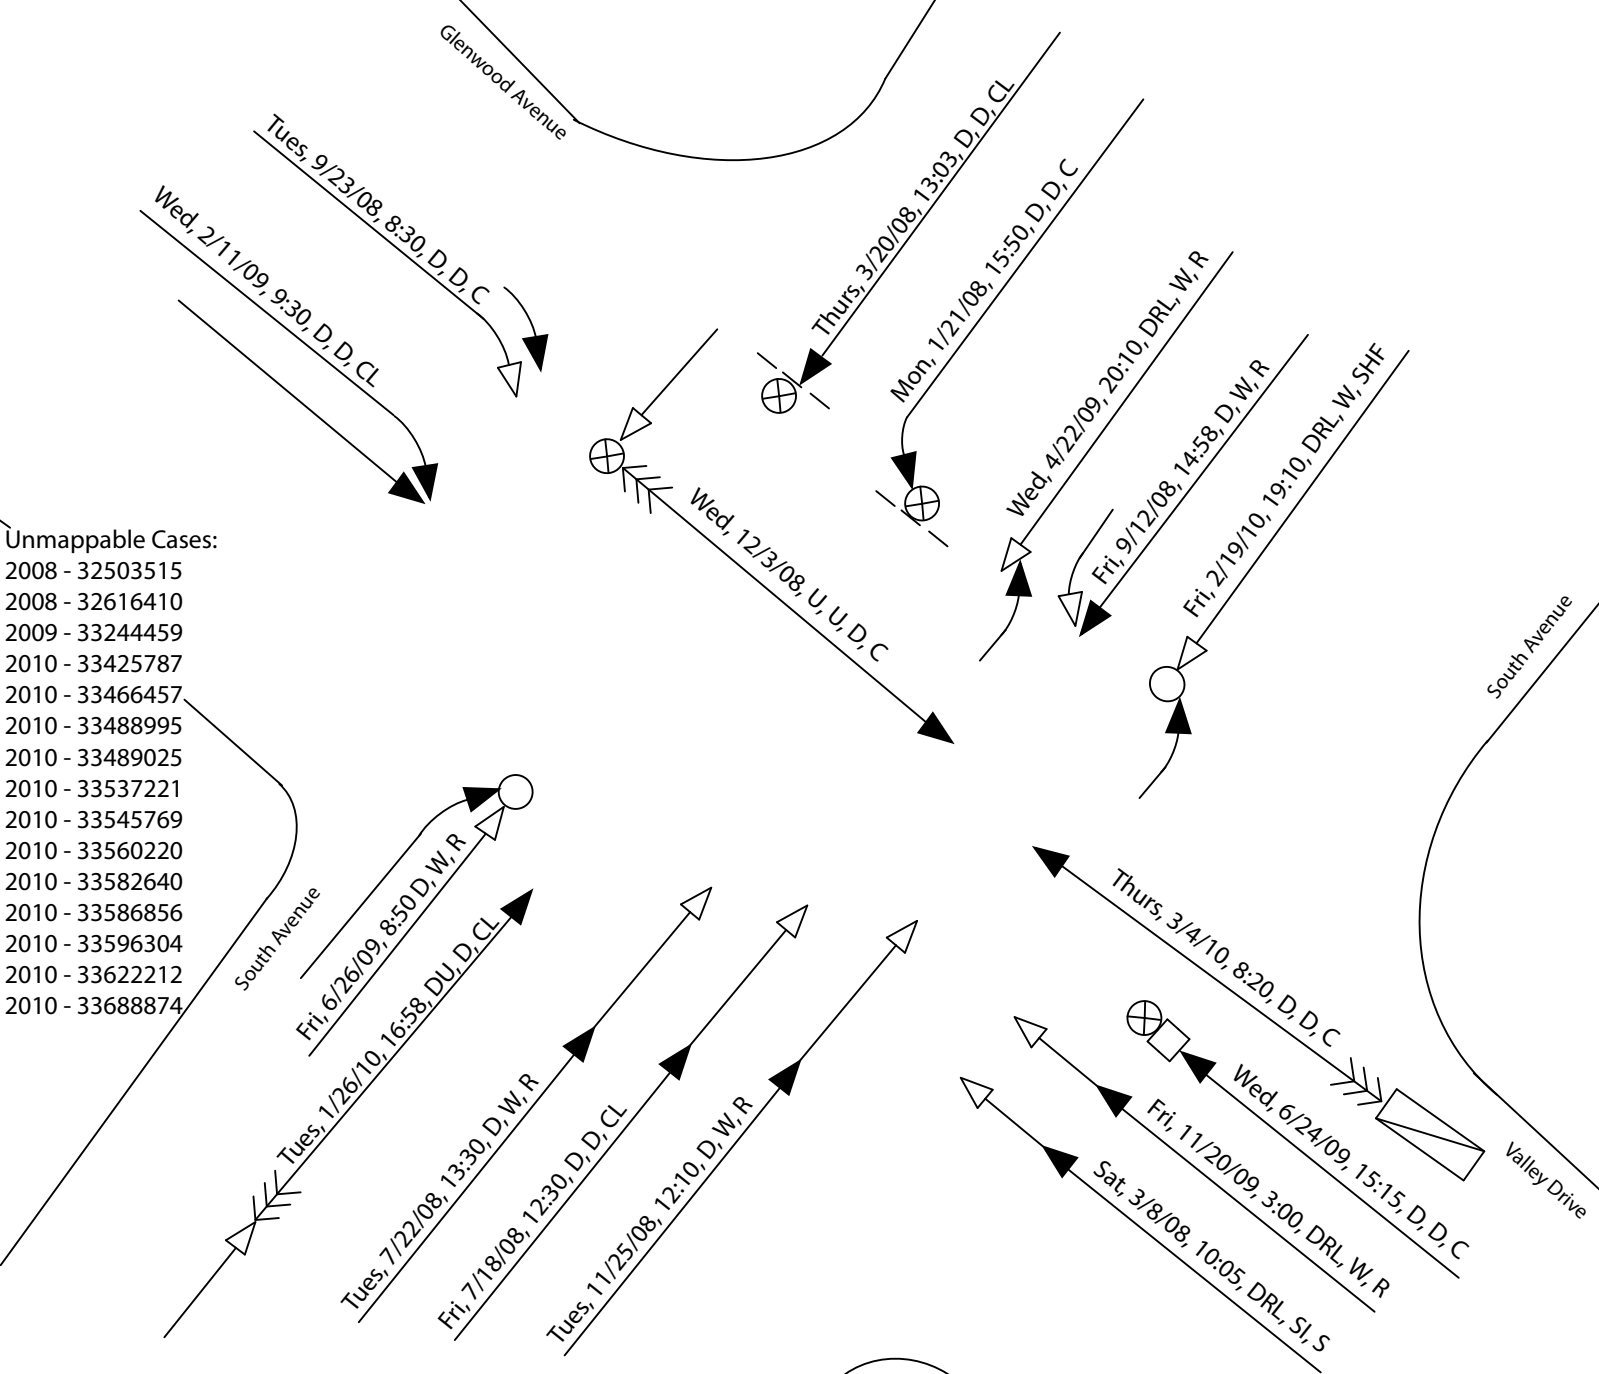 Glenwood Avenue
Tues, 9/23/08, 8:30, D, D, C
Wed, 2/11/09, 9:30, D, D, CL
Thurs, 3/20/08, 13:03, D, D, CL
Mon, 1/21/08, 15:50, D, D, C
Wed, 4/22/09, 20:10, DRL, W, R
Fri, 9/12/08, 14:58, D, W, R
Fri, 2/19/10, 19:10, DRL, W, SHF
Wed, 12/3/08, U, U, D, C
South Avenue
Unmappable Cases:
2008 - 32503515
2008 - 32616410
2009 - 33244459
2010 - 33425787
2010 - 33466457
2010 - 33488995
2010 - 33489025
2010 - 33537221
2010 - 33545769
2010 - 33560220
2010 - 33582640
2010 - 33586856
2010 - 33596304
2010 - 33622212
2010 - 33688874
South Avenue
Fri, 6/26/09, 8:50 D, W, R
Tues, 1/26/10, 16:58, DU, D, CL
Tues, 7/22/08, 13:30, D, W, R
Fri, 7/18/08, 12:30, D, D, CL
Tues, 11/25/08, 12:10, D, W, R
Thurs, 3/4/10, 8:20, D, D, C
Wed, 6/24/09, 15:15, D, D, C
Fri, 11/20/09, 3:00, DRL, W, R
Sat, 3/8/08, 10:05, DRL, SI, S
Valley Drive